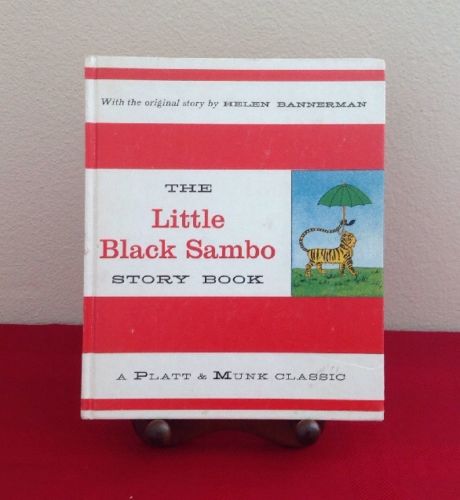 With the original story by HELEN BANNERMAN
THE
Little
Black Sambo
STORY BOOK
A PLATT & MUNK CLASSIC